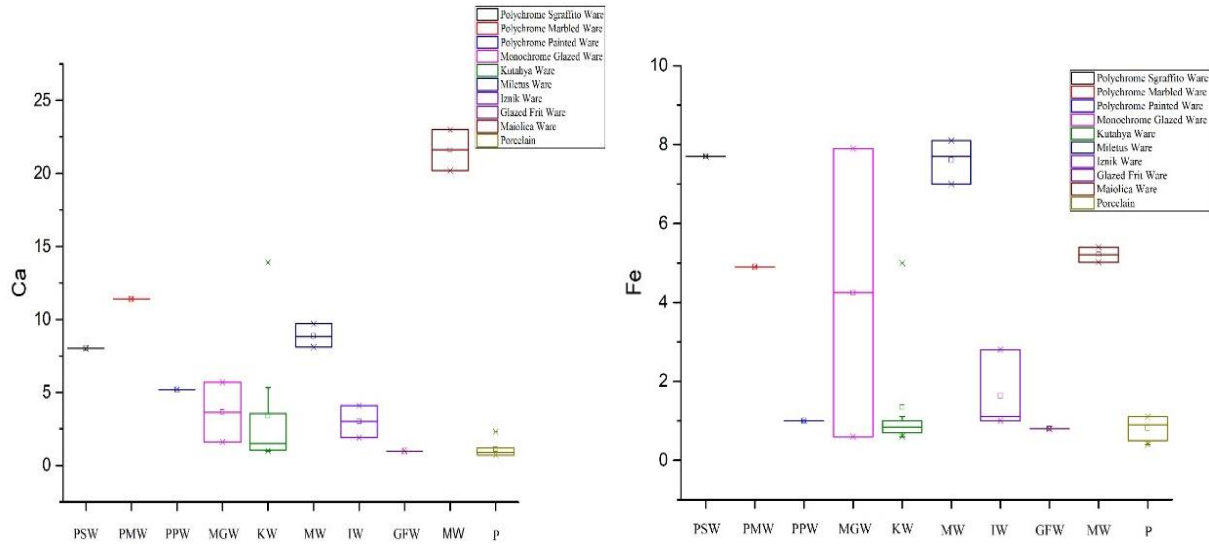 Polychrome Sgraffito Ware
Polychrome Marbled Ware
Polychrome Painted Ware
Monochrome Glazed Ware
Kutahya Ware
Miletus Ware
Iznik Ware
Glazed Frit Ware
Maiolica Ware
Porcelain
25
20
15
10
5
0
Ca
PSW PMW PPW MGW KW MW IW GFW MW P
Polychrome Sgraffito Ware
Polychrome Marbled Ware
Polychrome Painted Ware
Monochrome Glazed Ware
Kutahya Ware
Miletus Ware
Iznik Ware
Glazed Frit Ware
Maiolica Ware
Porcelain
10
8
6
4
2
0
Fe
PSW PMW PPW MGW KW MW IW GFW MW P